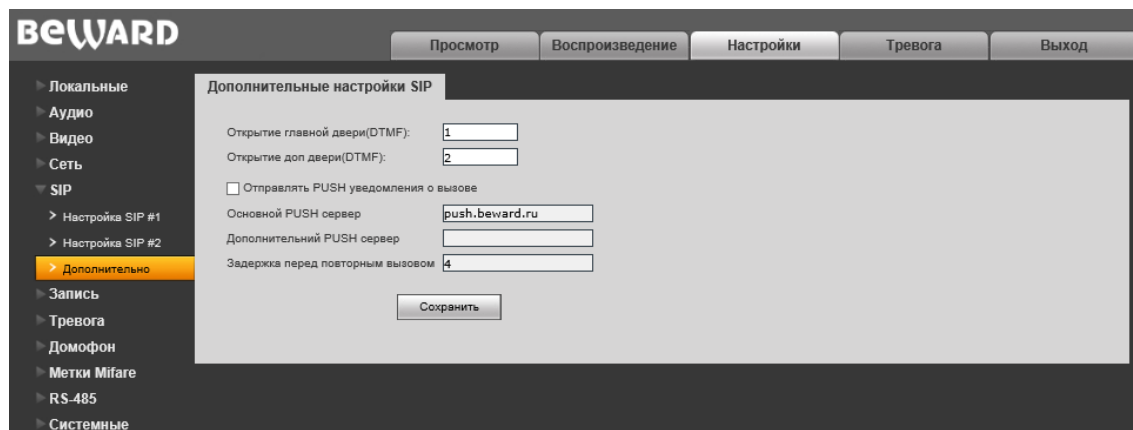 BEWARD
Просмотр Воспроизведение Настройки Тревога Выход
Локальные
Аудио
Видео
Сеть
SIP
Настройка SIP #1
Настройка SIP #2
Дополнительно
Запись
Тревога
Домофон
Метки Mifare
RS-485
Системные
Дополнительные настройки SIP
Открытие главной двери(DTMF): 1
Открытие доп двери(DTMF): 2
Отправлять PUSH уведомления о вызове
Основной PUSH сервер push.beward.ru
Дополнительний PUSH сервер
Задержка перед повторным вызовом 4
Сохранить